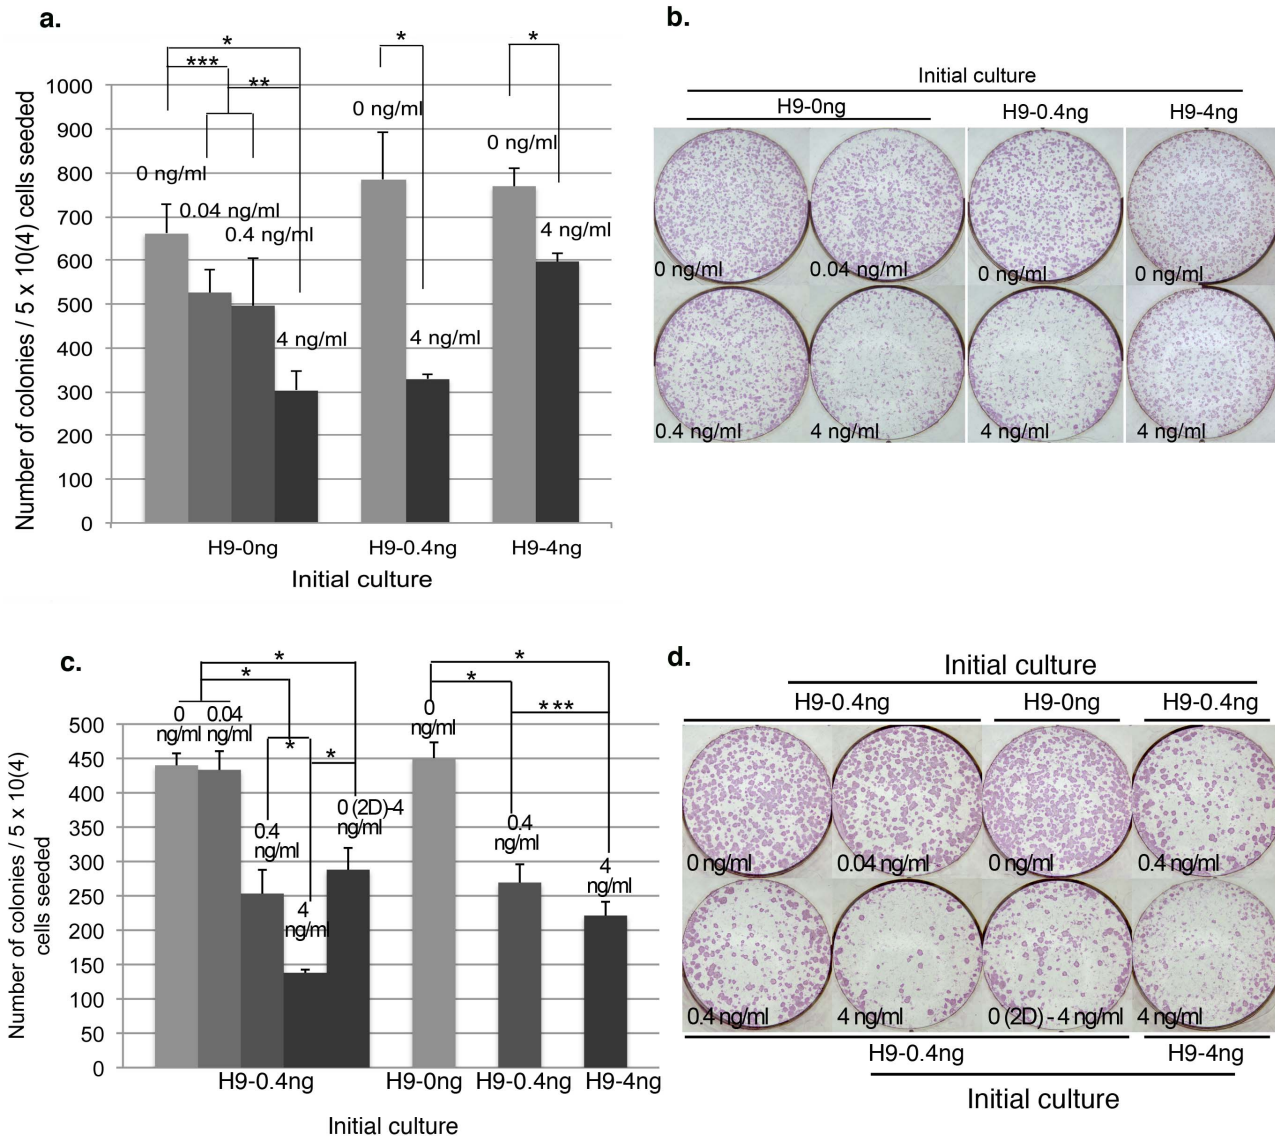 a.
*
***
**
*
*
0 ng/ml
0.04 ng/ml
0.4 ng/ml
4 ng/ml
0 ng/ml
4 ng/ml
0 ng/ml
4 ng/ml
Number of colonies / 5 x 10(4) cells seeded
1000
900
800
700
600
500
400
300
200
100
0
H9-0ng
H9-0.4ng
H9-4ng
Initial culture
b.
Initial culture
H9-0ng
H9-0.4ng
H9-4ng
0 ng/ml
0.04 ng/ml
0 ng/ml
0 ng/ml
0.4 ng/ml
4 ng/ml
4 ng/ml
4 ng/ml
c.
*
*
*
*
*
*
***
0
ng/ml
0.04
ng/ml
0.4
ng/ml
4
ng/ml
0 (2D)-4
ng/ml
0
ng/ml
0.4
ng/ml
4
ng/ml
Number of colonies / 5 x 10(4)
cells seeded
500
450
400
350
300
250
200
150
100
50
0
H9-0.4ng
H9-0ng
H9-0.4ng
H9-4ng
Initial culture
d.
Initial culture
H9-0.4ng
H9-0ng
H9-0.4ng
0 ng/ml
0.04 ng/ml
0 ng/ml
0.4 ng/ml
0.4 ng/ml
4 ng/ml
0 (2D) - 4 ng/ml
4 ng/ml
H9-0.4ng
H9-4ng
Initial culture